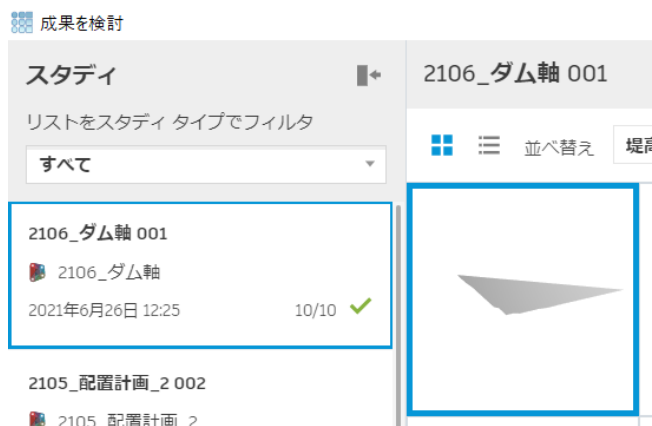 成果を検討
スタディ
リストをスタディ タイプでフィルタ
すべて
2106_ダム軸 001
2106_ダム軸
2021年6月26日 12:25 10/10
2105_配置計画_2 002
2105_配置計画_2
2106_ダム軸 001
並べ替え 堤高